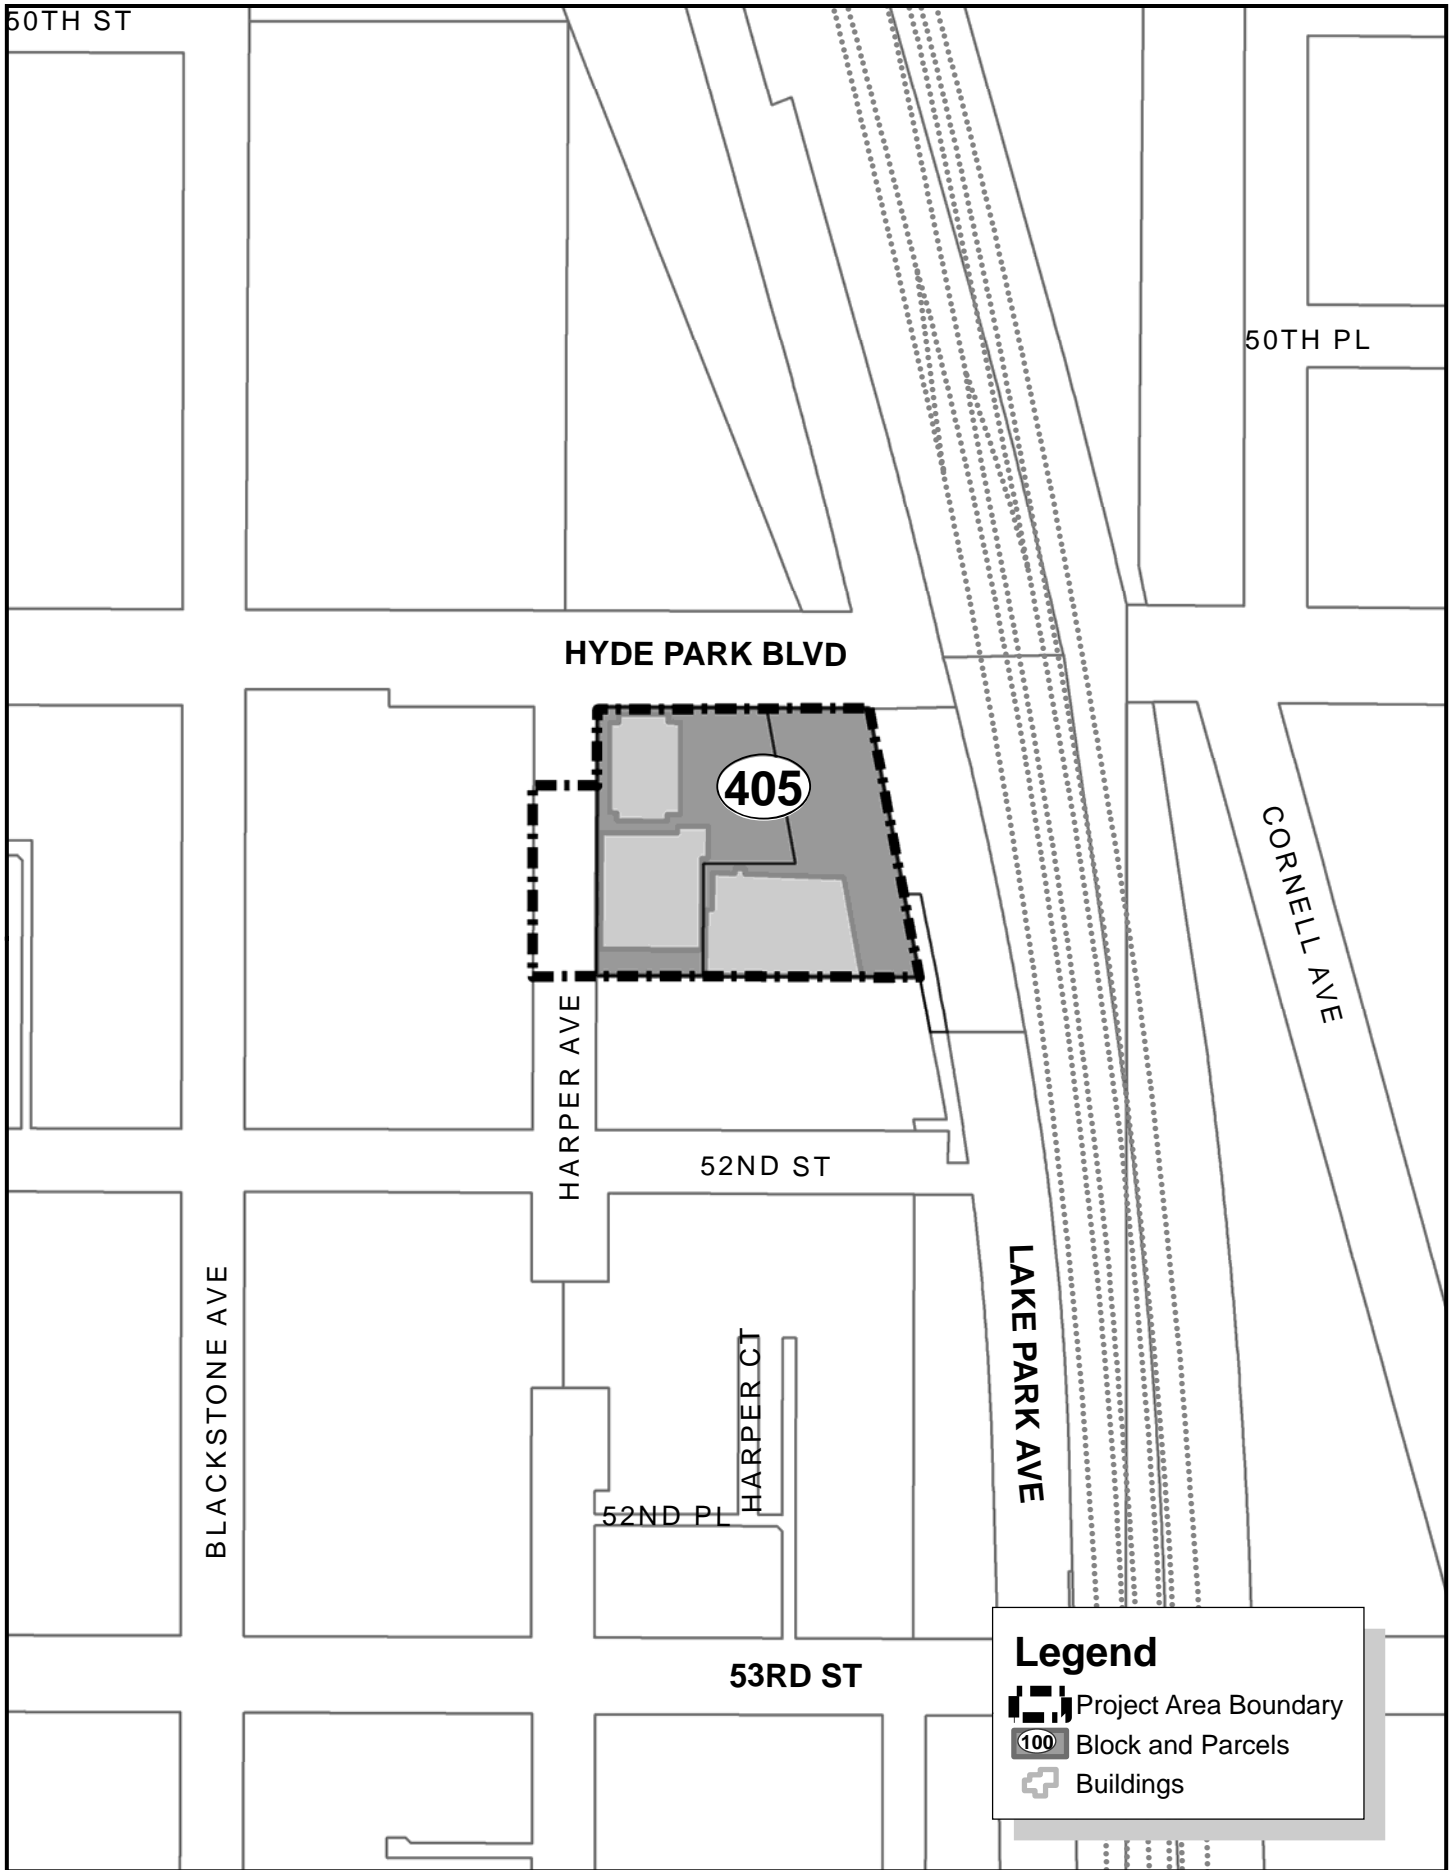 50TH ST
50TH PL
HYDE PARK BLVD
405
CORNELL AVE
HARPER AVE
52ND ST
LAKE PARK AVE
BLACKSTONE AVE
HARPER CT
52ND PL
53RD ST
Legend
Project Area Boundary
100 Block and Parcels
Buildings